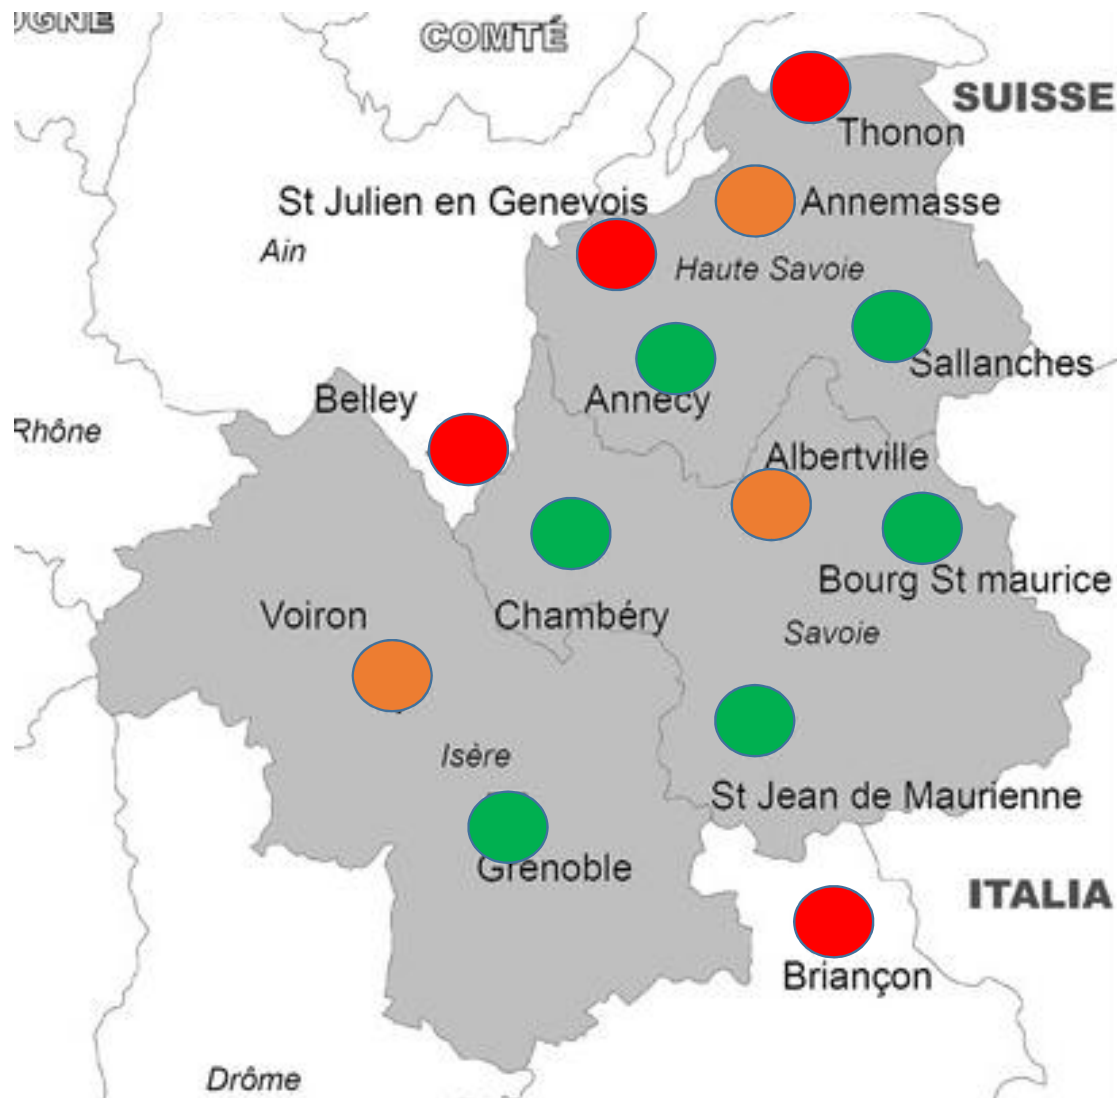 COMTÉ
SUISSE
Thonon
St Julien en Genevois
Annemasse
Ain
Haute Savoie
Sallanches
Belley
Annecy
Rhône
Albertville
Bourg St maurice
Voiron
Chambéry
Savoie
Isère
St Jean de Maurienne
Grenoble
ITALIA
Briançon
Drôme